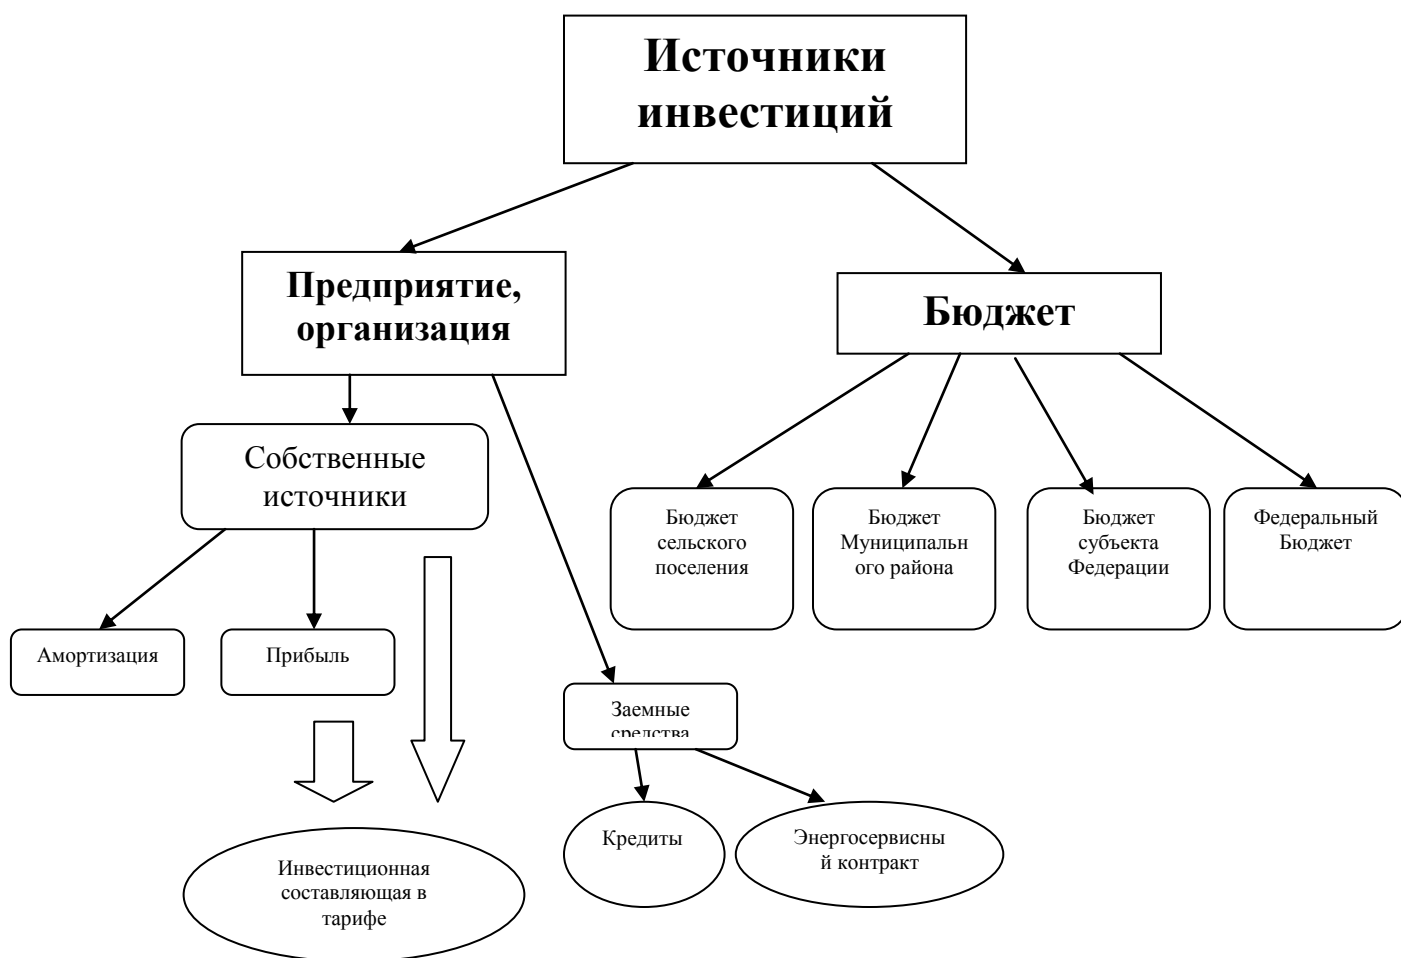 Источники
инвестиций
Предприятие,
организация
Бюджет
Собственные
источники
Бюджет
сельского
поселения
Бюджет
Муниципальн
ого района
Бюджет
субъекта
Федерации
Федеральный
Бюджет
Амортизация
Прибыль
Заемные
средства
Кредиты
Энергосервисны
й контракт
Инвестиционная
составляющая в
тарифе